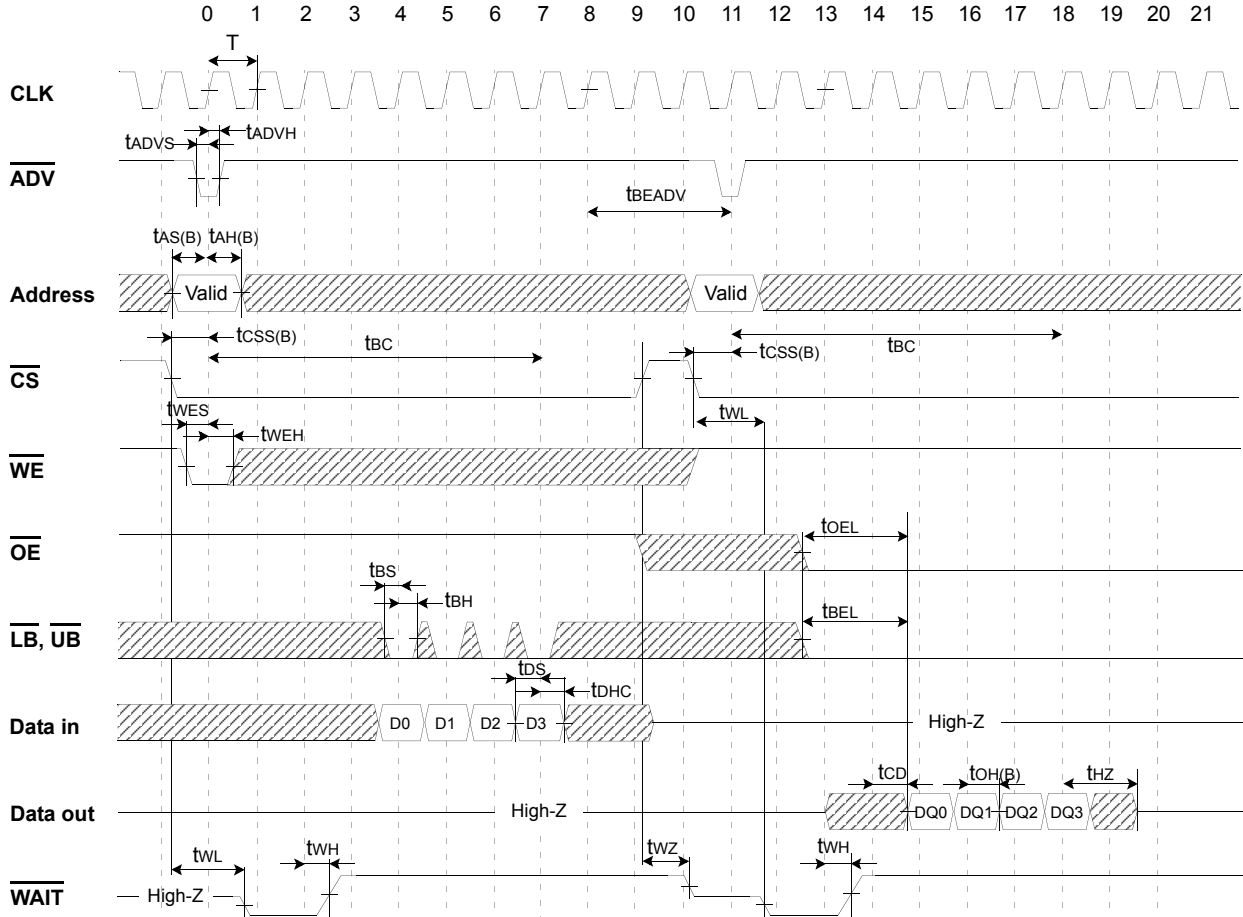 0 1 2 3 4 5 6 7 8 9 10 11 12 13 14 15 16 17 18 19 20 21
T
CLK
tADVS
tADVH
ADV
tBEADV
tAS(B) tAH(B)
Address Valid Valid
tCSS(B)
tBC
tCSS(B)
tBC
CS
tWES
tWEH
tWL
WE
tOEL
OE
tBS
tBH
tBEL
LB, UB
tDS
tDHC
Data in D0 D1 D2 D3 High-Z
tCD tOH(B) tHZ
Data out High-Z DQ0 DQ1 DQ2 DQ3
tWL tWH tWZ tWH
WAIT High-Z